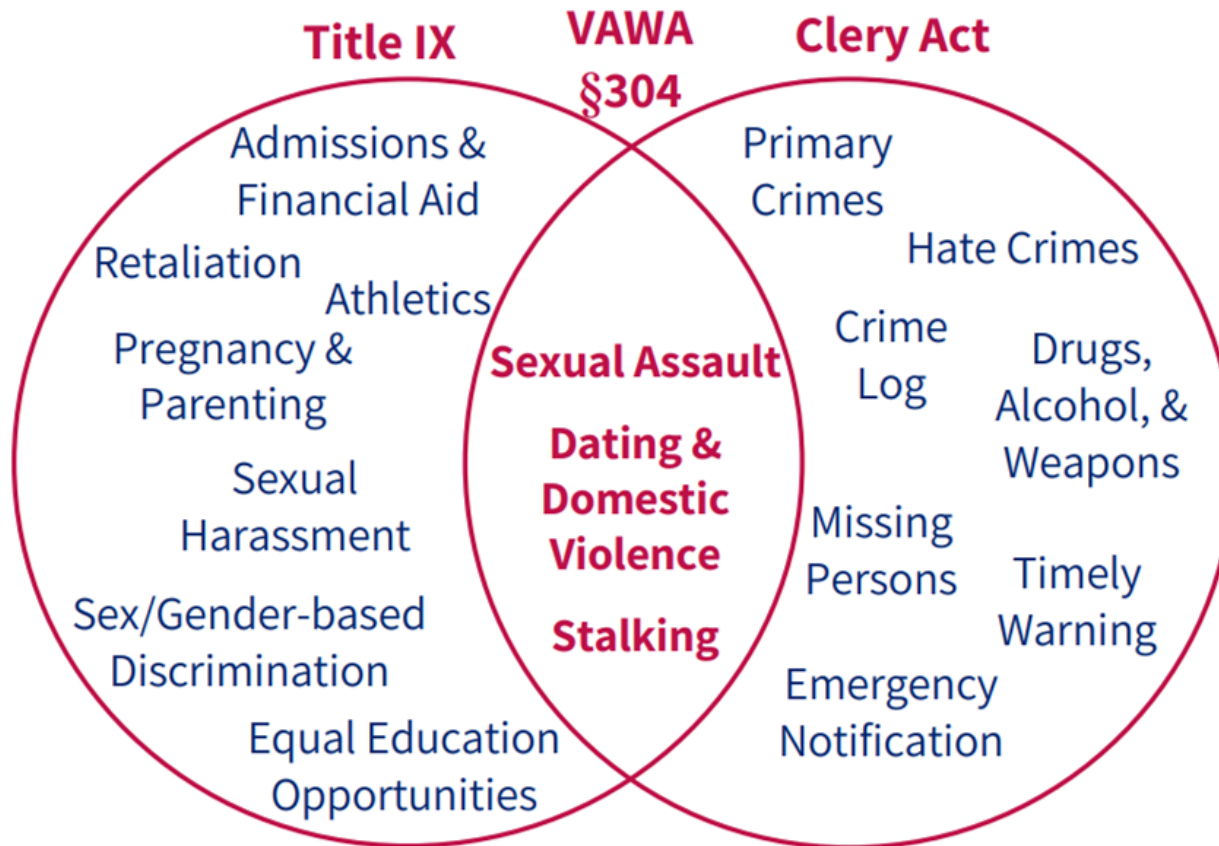 Title IX
VAWA
§304
Clery Act
Admissions &
Financial Aid
Retaliation
Athletics
Pregnancy &
Parenting
Sexual
Harassment
Sex/Gender-based
Discrimination
Equal Education
Opportunities
Sexual Assault
Dating &
Domestic
Violence
Stalking
Primary
Crimes
Hate Crimes
Crime
Log
Drugs,
Alcohol, &
Weapons
Missing
Persons
Timely
Warning
Emergency
Notification